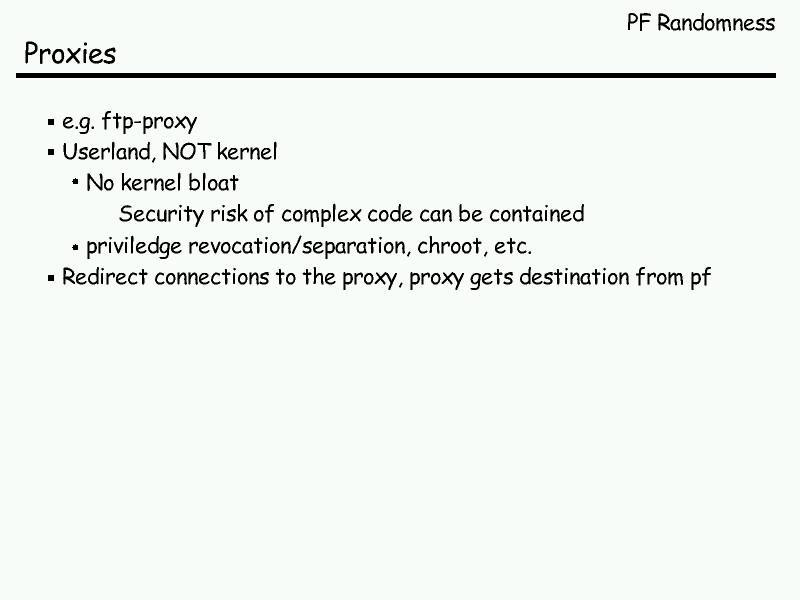 PF Randomness
Proxies
▪ e.g. ftp-proxy
▪ Userland, NOT kernel
▪ No kernel bloat
Security risk of complex code can be contained
▪ priviledge revocation/separation, chroot, etc.
▪ Redirect connections to the proxy, proxy gets destination from pf